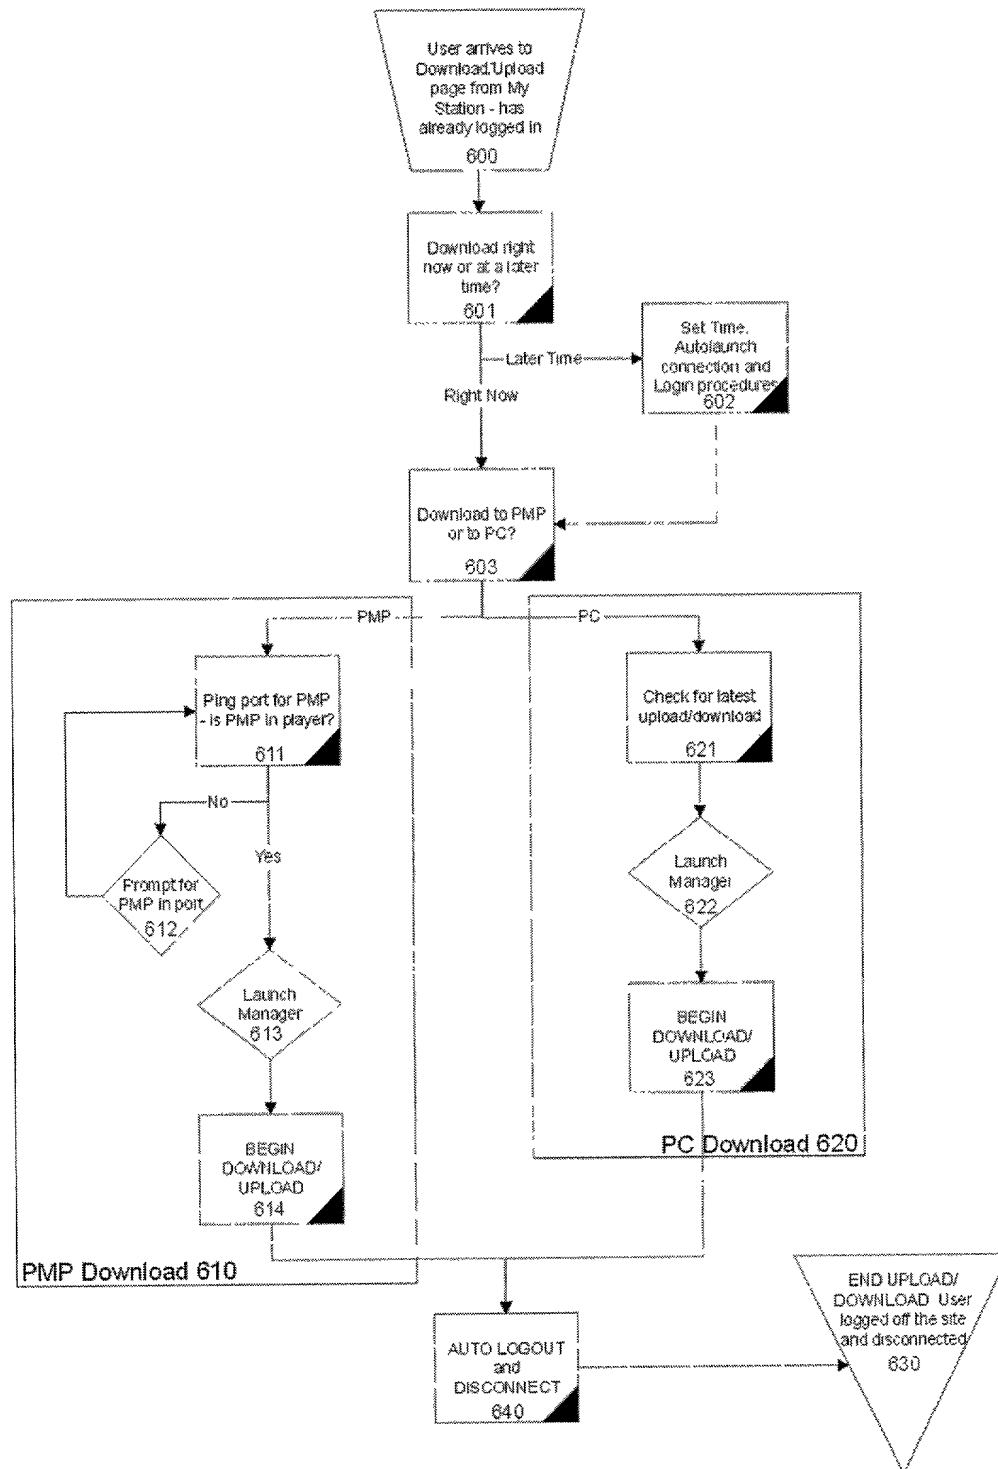 User arrives to
Download/Upload
page from My
Station - has
already logged in
600
Download right
now or at a later
time?
601
Later Time
Set Time,
Autolaunch
connection and
Login procedures
602
Right Now
Download to PMP
or to PC?
603
PMP
PC
Ping port for PMP
- is PMP in player?
611
No
Yes
Prompt for
PMP in port
612
Launch
Manager
613
BEGIN
DOWNLOAD/
UPLOAD
614
PMP Download 610
Check for latest
upload/download
621
Launch
Manager
622
BEGIN
DOWNLOAD/
UPLOAD
623
PC Download 620
AUTO LOGOUT
and
DISCONNECT
640
END UPLOAD/
DOWNLOAD User
logged off the site
and disconnected
630